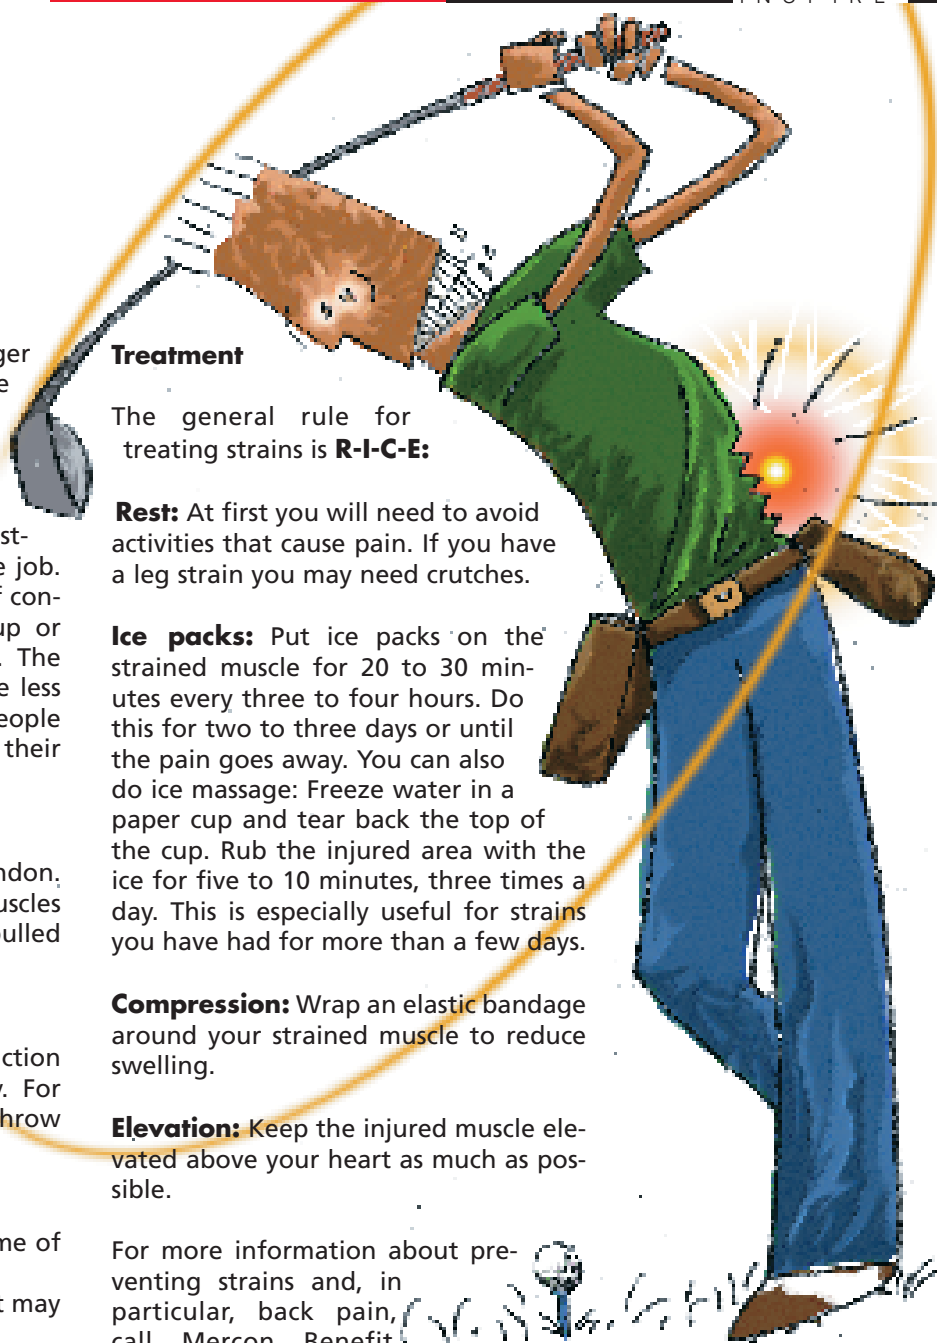 ger
e
st-
e job.
f con-
up or
. The
e less
eople
their
ndon.
uscles
pulled
ction
y. For
hrow
me of
t may
Treatment
The general rule for
treating strains is R-I-C-E:
Rest: At first you will need to avoid
activities that cause pain. If you have
a leg strain you may need crutches.
Ice packs: Put ice packs on the
strained muscle for 20 to 30 min-
utes every three to four hours. Do
this for two to three days or until
the pain goes away. You can also
do ice massage: Freeze water in a
paper cup and tear back the top of
the cup. Rub the injured area with the
ice for five to 10 minutes, three times a
day. This is especially useful for strains
you have had for more than a few days.
Compression: Wrap an elastic bandage
around your strained muscle to reduce
swelling.
Elevation: Keep the injured muscle ele-
vated above your heart as much as pos-
sible.
For more information about pre-
venting strains and, in
particular, back pain,
call Mercon Benefit